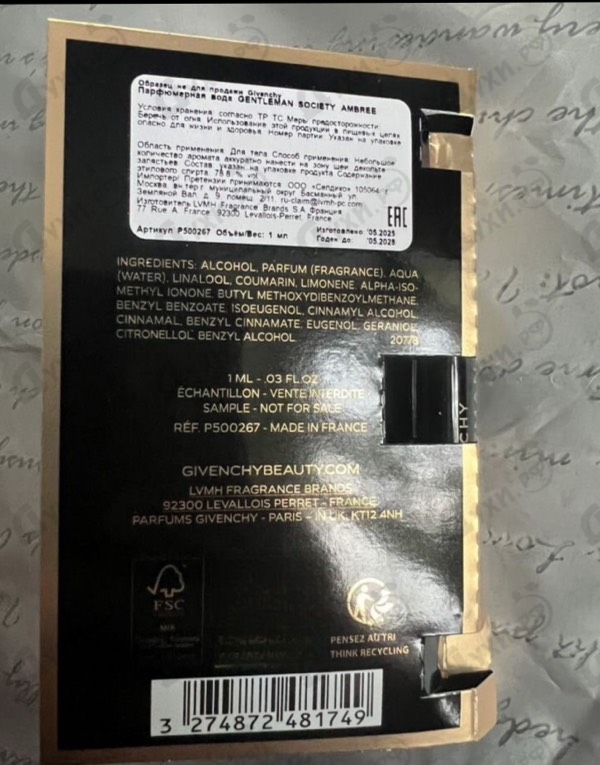 Образец не для продажи Givenchy
Парфюмерная вода GENTLEMAN SOCIETY AMBREE
Условия хранения согласно ТР ТС Меры предосторожности:
Беречь от огня Использование этой продукции в пищевых целях
опасно для жизни и здоровья Номер партии Указан на упаковке
Область применения Для тела Способ применения Небольшое
количество аромата аккуратно нанести на зону шеи декольте
запястьев Состав указан на упаковке продукта Содержание
этилового спирта 78.8 % vol
Импортер/ Претензии принимаются ООО «Селдико» 105064 г
Москва вн тер г муниципальный округ Басманный ул
Земляной Вал д 9 помещ 2/11 ru-claim@lvmh-pc.com
Изготовитель LVMH Fragrance Brands S.A Франция
77 Rue A. France 92300 Levallois-Perret, France
EAC
Артикул P500267 Объём/Вес: 1 мл Изготовлено '05.2025
Годен до: '05.2028
INGREDIENTS: ALCOHOL, PARFUM (FRAGRANCE), AQUA
(WATER), LINALOOL, COUMARIN, LIMONENE, ALPHA-ISO-
METHYL IONONE, BUTYL METHOXYDIBENZOYLMETHANE,
BENZYL BENZOATE, ISOEUGENOL, CINNAMYL ALCOHOL,
CINNAMAL, BENZYL CINNAMATE, EUGENOL, GERANIOL,
CITRONELLOL, BENZYL ALCOHOL 207/8
1 ML - .03 FL.OZ
ÉCHANTILLON - VENTE INTERDITE
SAMPLE - NOT FOR SALE
RÉF. P500267 - MADE IN FRANCE
CHY
GIVENCHYBEAUTY.COM
LVMH FRAGRANCE BRANDS
92300 LEVALLOIS PERRET - FRANCE
PARFUMS GIVENCHY - PARIS - IN UK, KT12 4NH
FSC
MIX
PENSEZ AU TRI
THINK RECYCLING
3 274872 481749